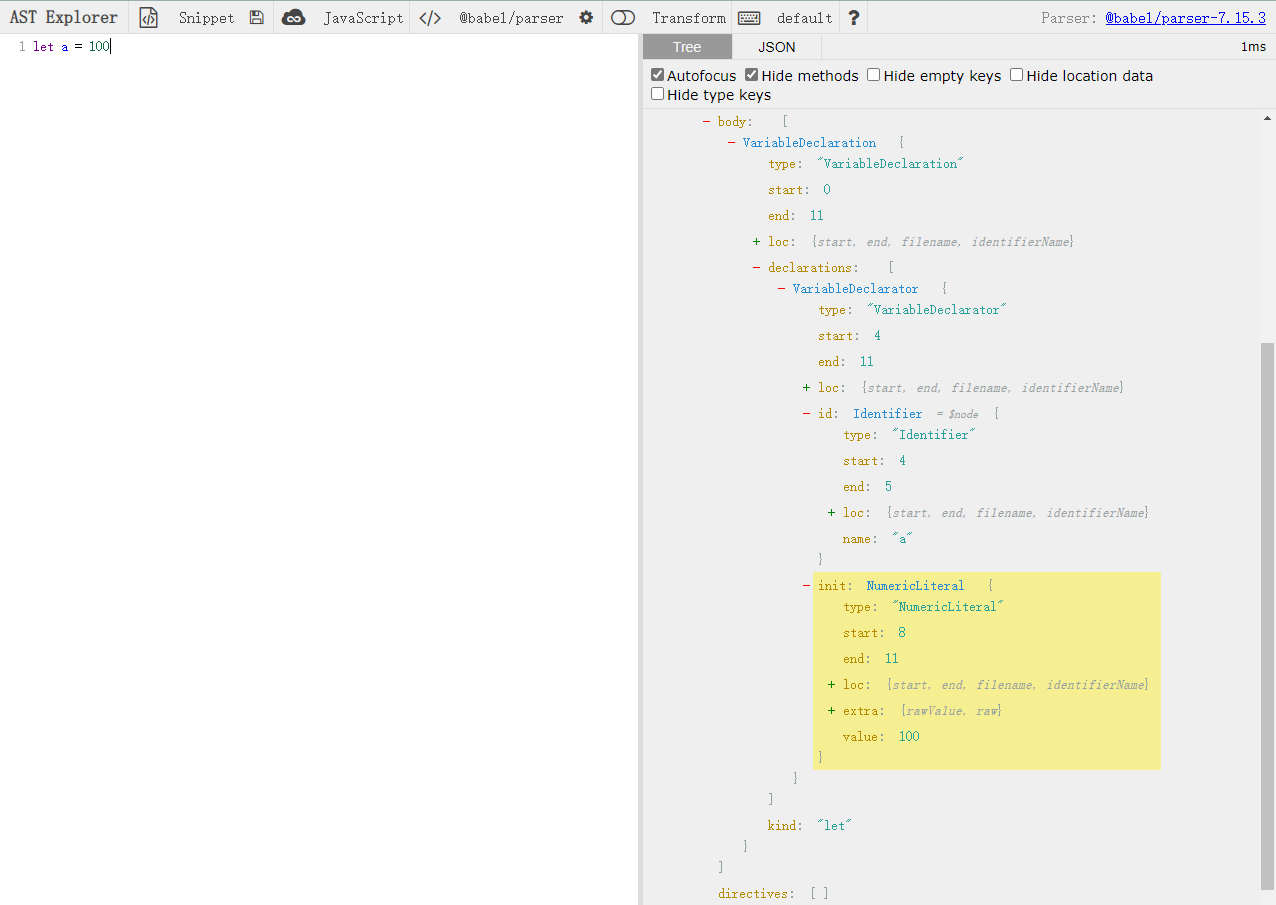 AST Explorer Snippet JavaScript </> @babel/parser Transform default ? Parser: @babel/parser-7.15.3
1 let a = 100
Tree JSON 1ms
Autofocus Hide methods Hide empty keys Hide location data
Hide type keys
- body: [
- VariableDeclaration {
type: "VariableDeclaration"
start: 0
end: 11
+ loc: {start, end, filename, identifierName}
- declarations: [
- VariableDeclarator {
type: "VariableDeclarator"
start: 4
end: 11
+ loc: {start, end, filename, identifierName}
- id: Identifier = $node {
type: "Identifier"
start: 4
end: 5
+ loc: {start, end, filename, identifierName}
name: "a"
}
- init: NumericLiteral {
type: "NumericLiteral"
start: 8
end: 11
+ loc: {start, end, filename, identifierName}
+ extra: {rawValue, raw}
value: 100
}
}
]
kind: "let"
}
]
directives: [ ]